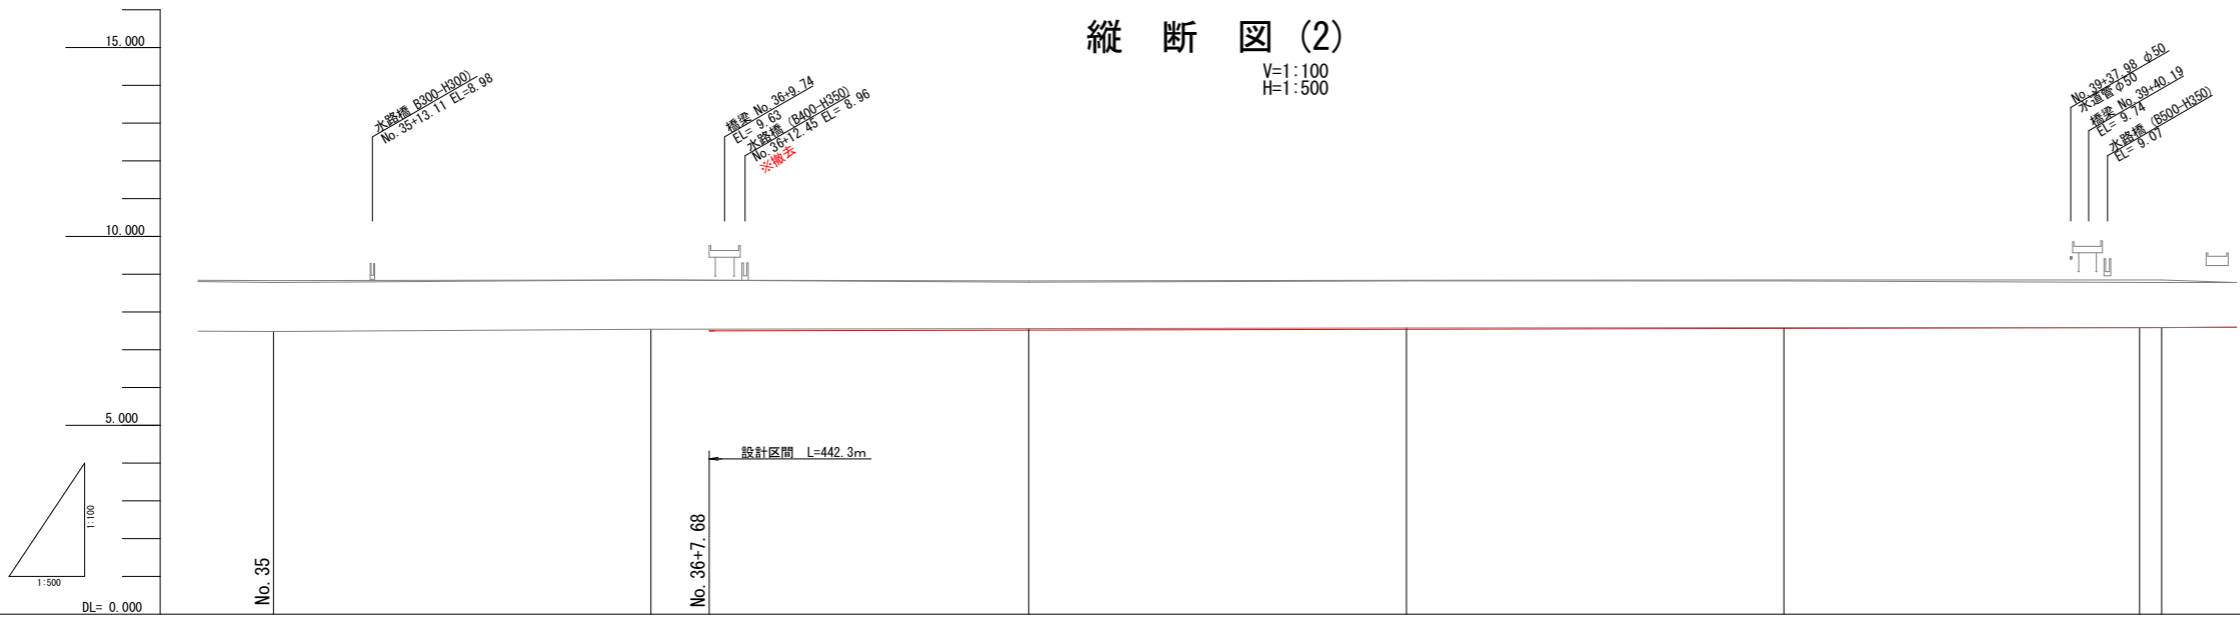 縦 断 図 (2)
V=1:100
H=1:500
15.000
10.000
5.000
DL= 0.000
1:100
1:500
水路橋 B300-H300)
No.35+13.11 EL=8.98
橋梁 No.36+9.74
EL= 9.63
水路橋 (B400-H350)
No.36+12.45 EL= 8.96
※撤去
No.39+37.98 φ50
水道管φ50
橋梁 No.39+40.19
EL= 9.74
水路橋 (B500-H350)
EL= 9.07
設計区間 L=442.3m
No.35
No.36+7.68